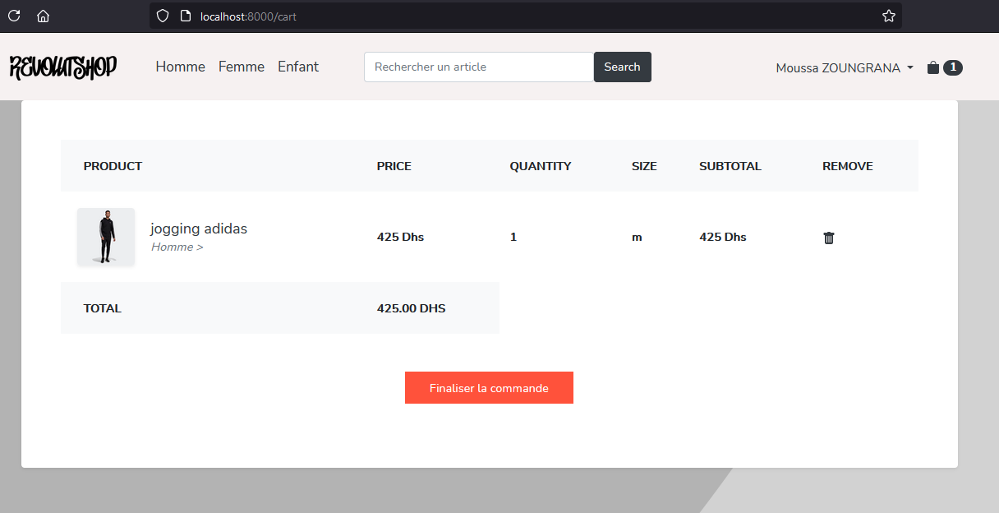 localhost:8000/cart
REVOLUTSHOP Homme Femme Enfant Rechercher un article Search Moussa ZOUNGRANA 1
PRODUCT PRICE QUANTITY SIZE SUBTOTAL REMOVE
jogging adidas
Homme >
425 Dhs 1 m 425 Dhs
TOTAL 425.00 DHS
Finaliser la commande